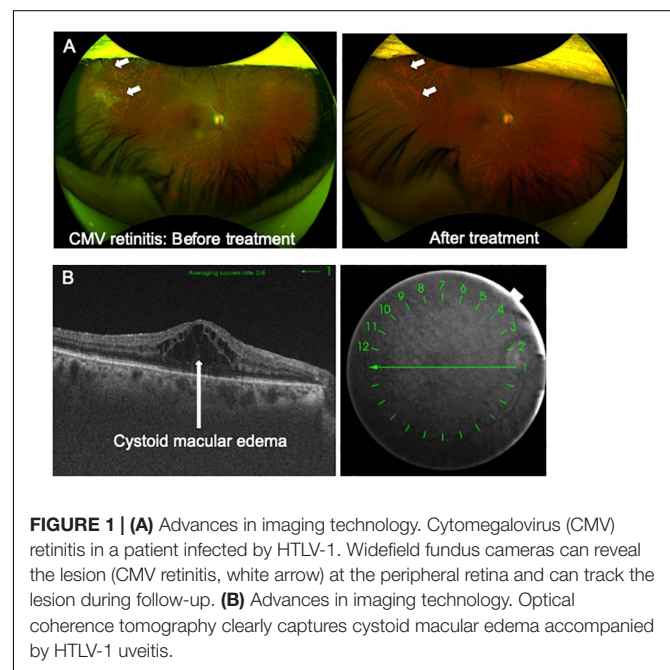 A
CMV retinitis: Before treatment
After treatment
B
Averaging success rate 2/4
1
Cystoid macular edema
12
11
10
9
8
7
6
5
4
3
2
1
FIGURE 1 | (A) Advances in imaging technology. Cytomegalovirus (CMV)
retinitis in a patient infected by HTLV-1. Widefield fundus cameras can reveal
the lesion (CMV retinitis, white arrow) at the peripheral retina and can track the
lesion during follow-up. (B) Advances in imaging technology. Optical
coherence tomography clearly captures cystoid macular edema accompanied
by HTLV-1 uveitis.